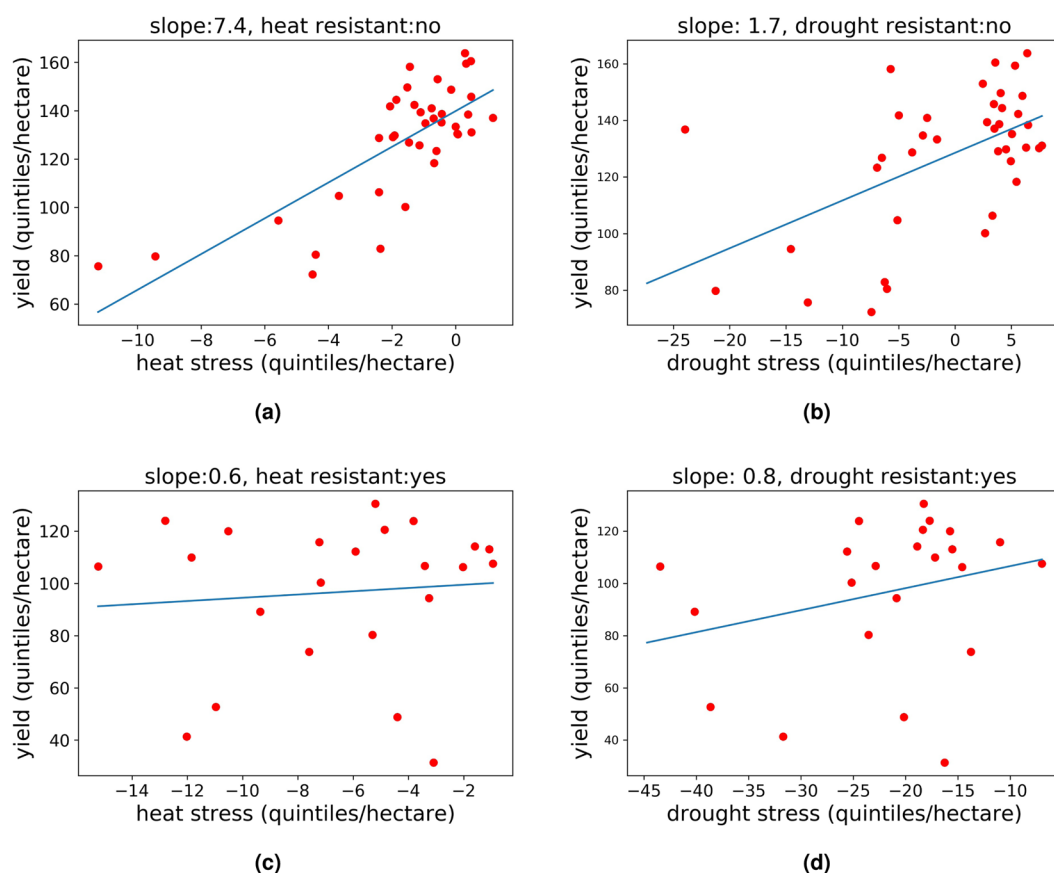 slope:7.4, heat resistant:no
yield (quintiles/hectare)
160
140
120
100
80
60
−10 −8 −6 −4 −2 0
heat stress (quintiles/hectare)
(a)
slope: 1.7, drought resistant:no
yield (quintiles/hectare)
160
140
120
100
80
−25 −20 −15 −10 −5 0 5
drought stress (quintiles/hectare)
(b)
slope:0.6, heat resistant:yes
yield (quintiles/hectare)
120
100
80
60
40
−14 −12 −10 −8 −6 −4 −2
heat stress (quintiles/hectare)
(c)
slope: 0.8, drought resistant:yes
yield (quintiles/hectare)
120
100
80
60
40
−45 −40 −35 −30 −25 −20 −15 −10
drought stress (quintiles/hectare)
(d)